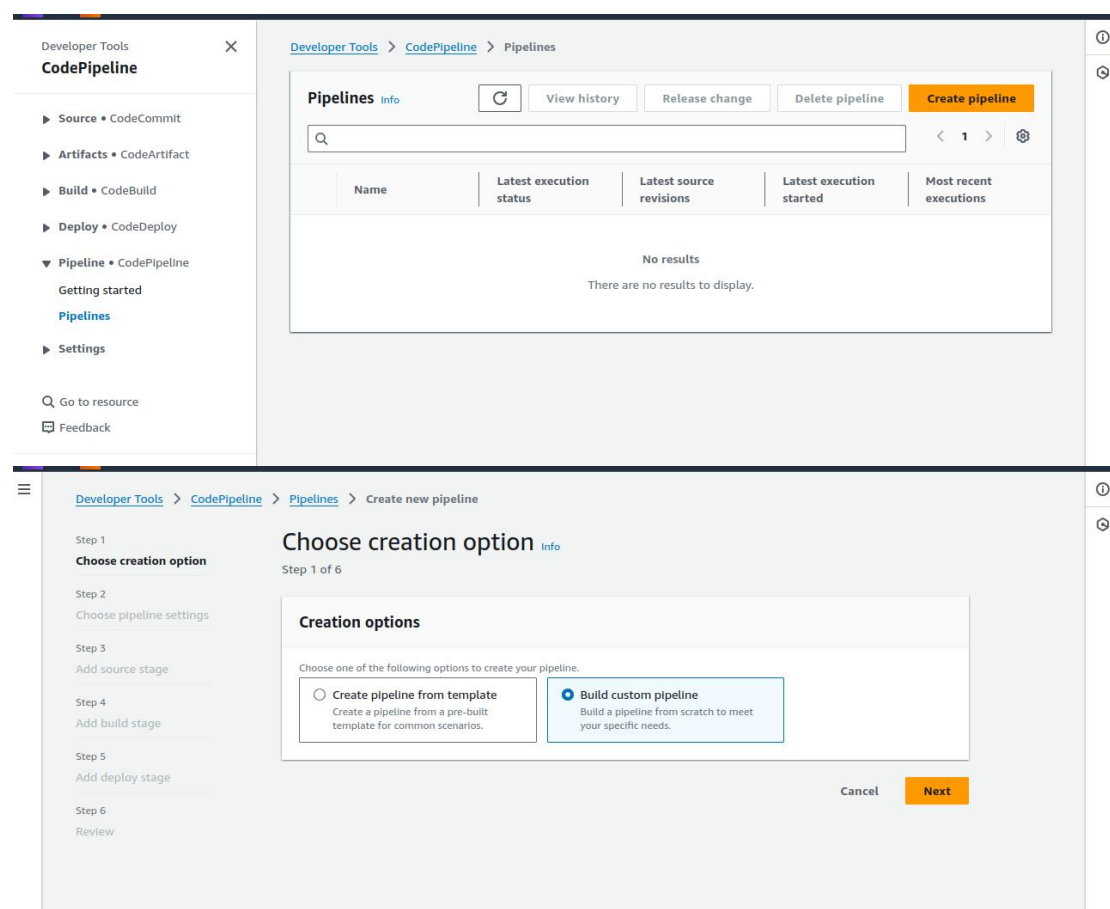 Developer Tools
CodePipeline
Source • CodeCommit
Artifacts • CodeArtifact
Build • CodeBuild
Deploy • CodeDeploy
Pipeline • CodePipeline
Getting started
Pipelines
Settings
Go to resource
Feedback
Developer Tools > CodePipeline > Pipelines
Pipelines Info
View history
Release change
Delete pipeline
Create pipeline
< 1 >
Name
Latest execution status
Latest source revisions
Latest execution started
Most recent executions
No results
There are no results to display.
Developer Tools > CodePipeline > Pipelines > Create new pipeline
Step 1
Choose creation option
Step 2
Choose pipeline settings
Step 3
Add source stage
Step 4
Add build stage
Step 5
Add deploy stage
Step 6
Review
Choose creation option Info
Step 1 of 6
Creation options
Choose one of the following options to create your pipeline.
Create pipeline from template
Create a pipeline from a pre-built
template for common scenarios.
Build custom pipeline
Build a pipeline from scratch to meet
your specific needs.
Cancel
Next